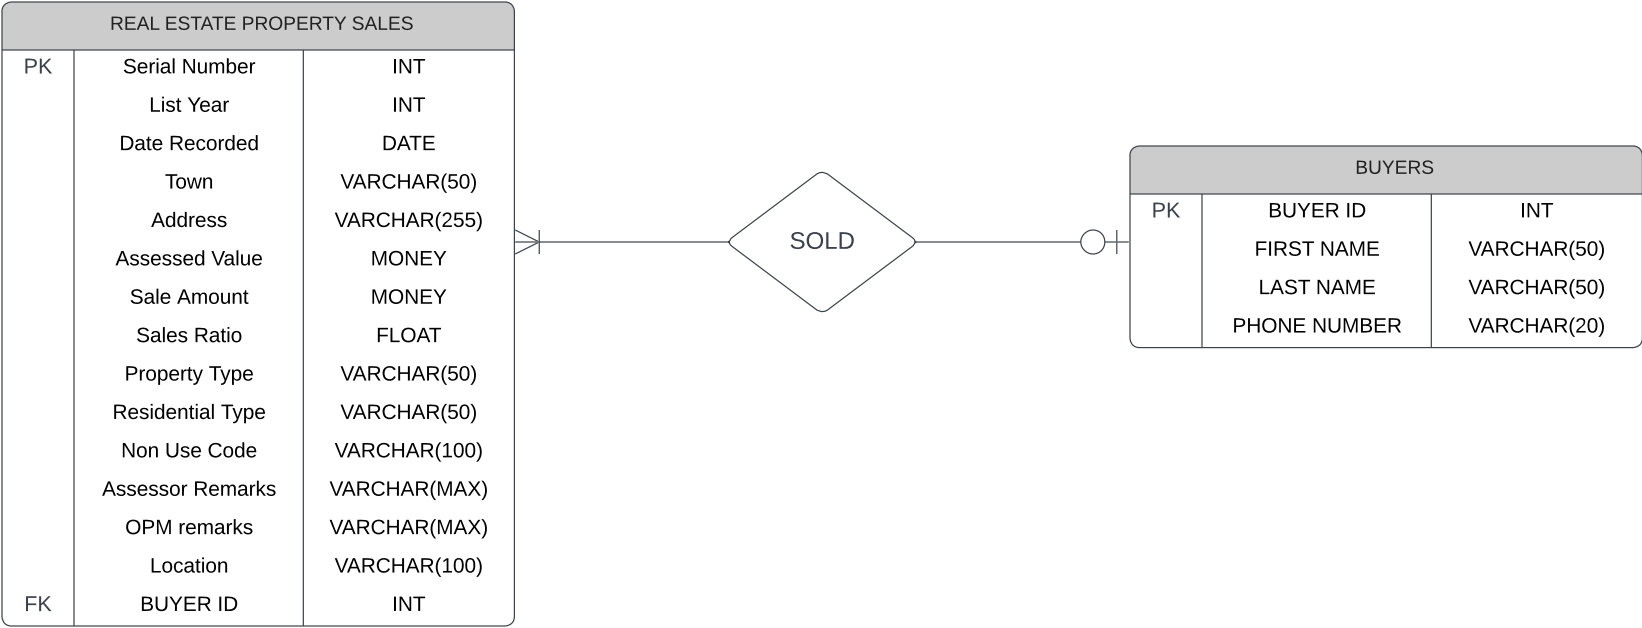 REAL ESTATE PROPERTY SALES
PK Serial Number INT
List Year INT
Date Recorded DATE
Town VARCHAR(50)
Address VARCHAR(255)
Assessed Value MONEY
Sale Amount MONEY
Sales Ratio FLOAT
Property Type VARCHAR(50)
Residential Type VARCHAR(50)
Non Use Code VARCHAR(100)
Assessor Remarks VARCHAR(MAX)
OPM remarks VARCHAR(MAX)
Location VARCHAR(100)
FK BUYER ID INT
SOLD
BUYERS
PK BUYER ID INT
FIRST NAME VARCHAR(50)
LAST NAME VARCHAR(50)
PHONE NUMBER VARCHAR(20)